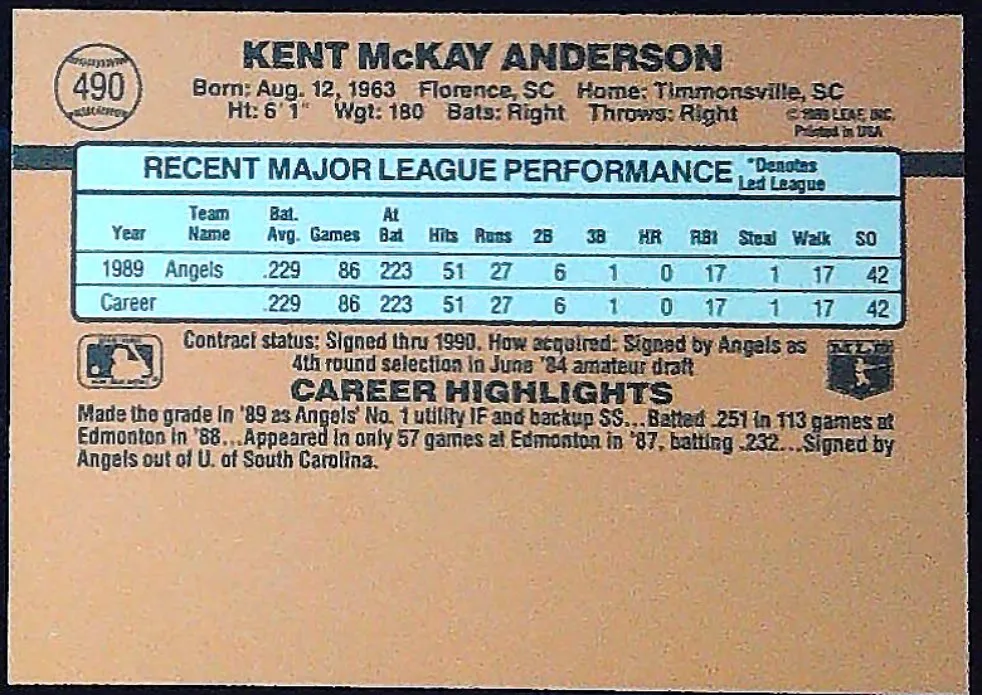 490
KENT McKAY ANDERSON
Born: Aug. 12, 1963 Florence, SC Home: Timmonsville, SC
Ht: 6'1" Wgt: 180 Bats: Right Throws: Right
LEAF, INC.
Printed in USA
RECENT MAJOR LEAGUE PERFORMANCE *Denotes Led League
Year Team Name Bat. Avg. Games At Bat Hits Runs 2B 3B HR RBI Steal Walk SO
1989 Angels .229 86 223 51 27 6 1 0 17 1 17 42
Career .229 86 223 51 27 6 1 0 17 1 17 42
Contract status: Signed thru 1990. How acquired: Signed by Angels as
4th round selection in June '84 amateur draft
CAREER HIGHLIGHTS
Made the grade in '89 as Angels' No. 1 utility IF and backup SS...Batted .251 in 113 games at
Edmonton in '88...Appeared in only 57 games at Edmonton in '87, batting .232...Signed by
Angels out of U. of South Carolina.